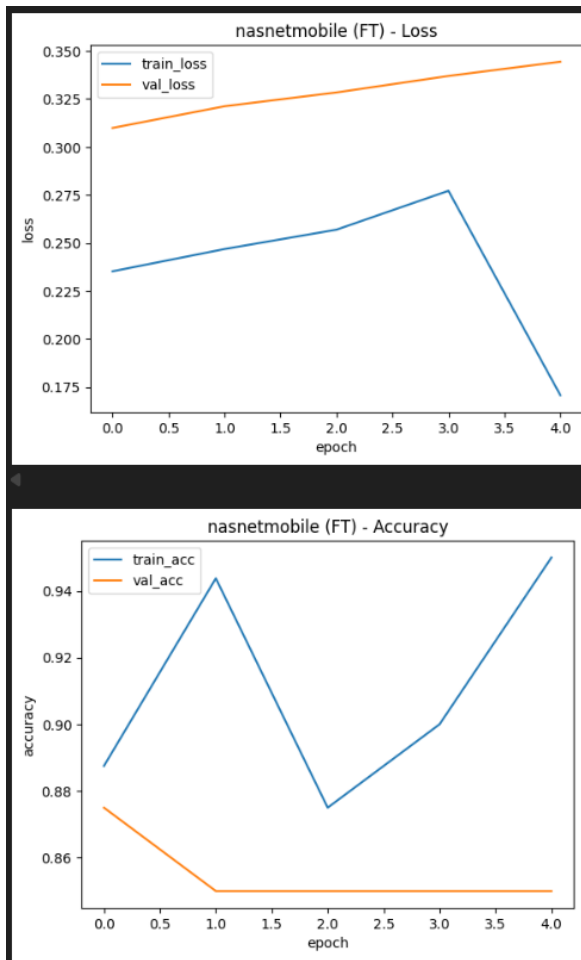 nasnetmobile (FT) - Loss
train_loss
val_loss
0.350
0.325
0.300
0.275
0.250
0.225
0.200
0.175
loss
0.0 0.5 1.0 1.5 2.0 2.5 3.0 3.5 4.0
epoch
nasnetmobile (FT) - Accuracy
train_acc
val_acc
0.94
0.92
0.90
0.88
0.86
accuracy
0.0 0.5 1.0 1.5 2.0 2.5 3.0 3.5 4.0
epoch